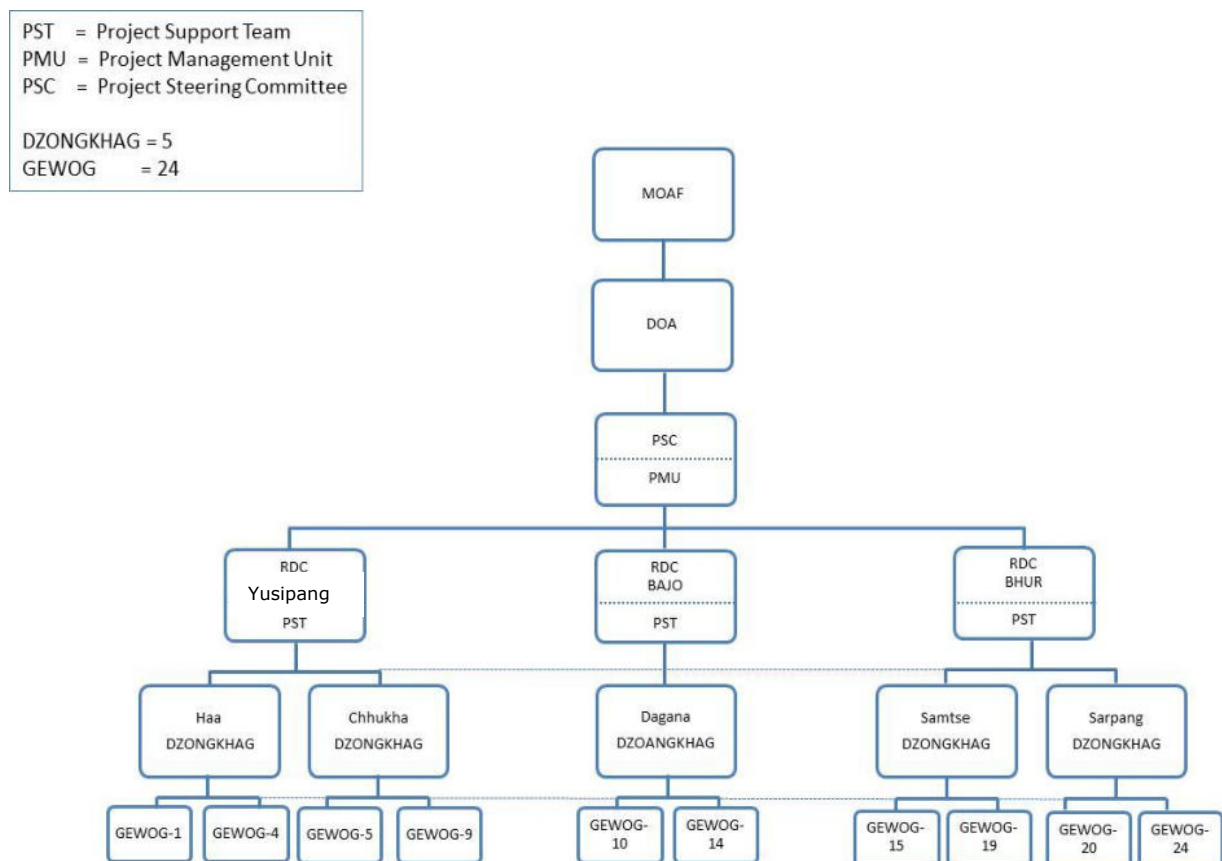 PST = Project Support Team
PMU = Project Management Unit
PSC = Project Steering Committee
DZONGKHAG = 5
GEWOG = 24
MOAF
DOA
PSC
PMU
RDC
Yusipang
PST
RDC
BAJO
PST
RDC
BHUR
PST
Haa
DZONGKHAG
Chhukha
DZONGKHAG
Dagana
DZOANGKHAG
Samtse
DZONGKHAG
Sarpang
DZONGKHAG
GEWOG-1
GEWOG-4
GEWOG-5
GEWOG-9
GEWOG-
10
GEWOG-
14
GEWOG-
15
GEWOG-
19
GEWOG-
20
GEWOG-
24